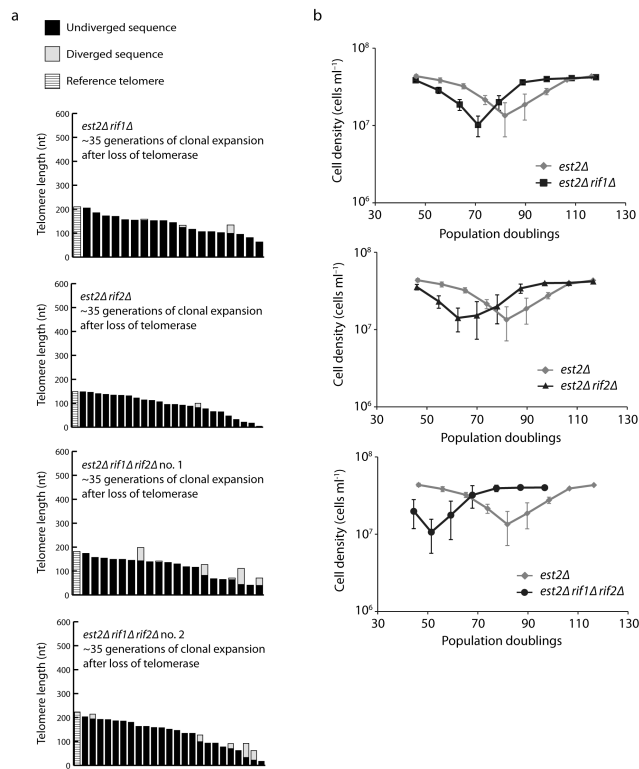 a
Undiverged sequence
Diverged sequence
Reference telomere
Telomere length (nt)
600
500
400
300
200
100
0
est2Δ rif1Δ
~35 generations of clonal expansion
after loss of telomerase
Telomere length (nt)
600
500
400
300
200
100
0
est2Δ rif2Δ
~35 generations of clonal expansion
after loss of telomerase
Telomere length (nt)
600
500
400
300
200
100
0
est2Δ rif1Δ rif2Δ no. 1
~35 generations of clonal expansion
after loss of telomerase
Telomere length (nt)
600
500
400
300
200
100
0
est2Δ rif1Δ rif2Δ no. 2
~35 generations of clonal expansion
after loss of telomerase
b
Cell density (cells ml⁻¹)
10⁸
10⁷
10⁶
est2Δ
est2Δ rif1Δ
30 50 70 90 110 130
Population doublings
Cell density (cells ml⁻¹)
10⁸
10⁷
10⁶
est2Δ
est2Δ rif2Δ
30 50 70 90 110 130
Population doublings
Cell density (cells ml⁻¹)
10⁸
10⁷
10⁶
est2Δ
est2Δ rif1Δ rif2Δ
30 50 70 90 110 130
Population doublings